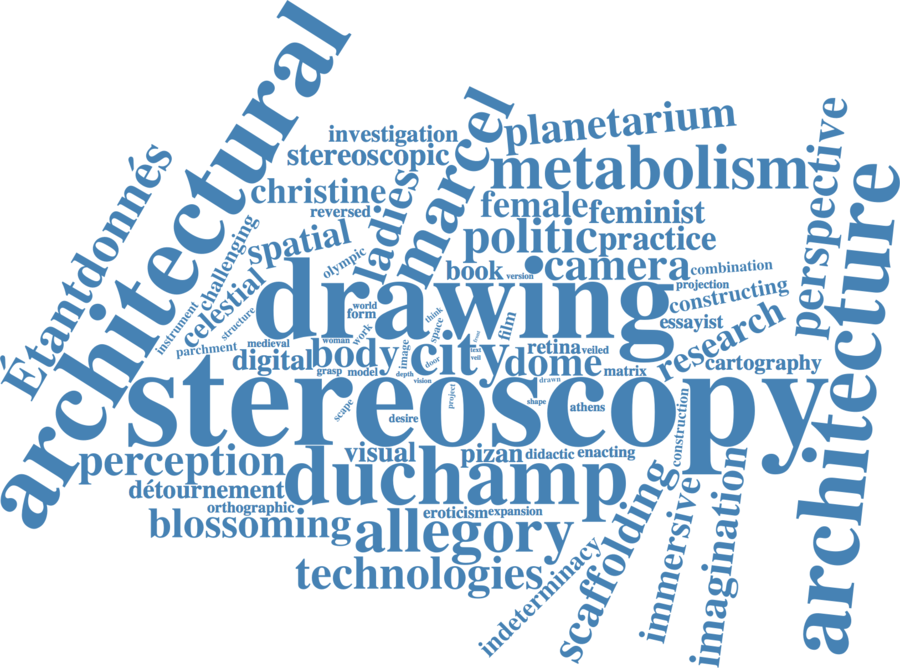 architectural
Étantdonnés
investigation
stereoscopic
christine
reversed
challenging
spatial
celestial
olympic
ladies
marcel
planetarium
metabolism
female
feminist
politic
practice
book
version
camera
combination
projection
constructing
perspective
architecture
instrument
structure
parchment
medieval
drawing
world
form
work
woman
think
space
film
essayist
research
digital
body
image
city
door
text
veil
retina
veiled
dome
matrix
cartography
grasp
model
depth
vision
drawn
stereoscopy
scape
desire
project
shape
athens
construction
perception
visual
pizan
didactic
enacting
détournement
duchamp
orthographic
eroticism
expansion
blossoming
allegory
technologies
indeterminacy
scaffolding
immersive
imagination